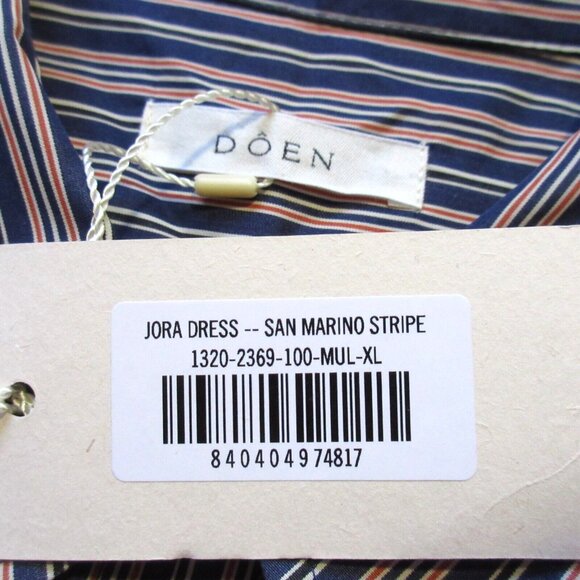 DÔEN
JORA DRESS -- SAN MARINO STRIPE
1320-2369-100-MUL-XL
840404974817